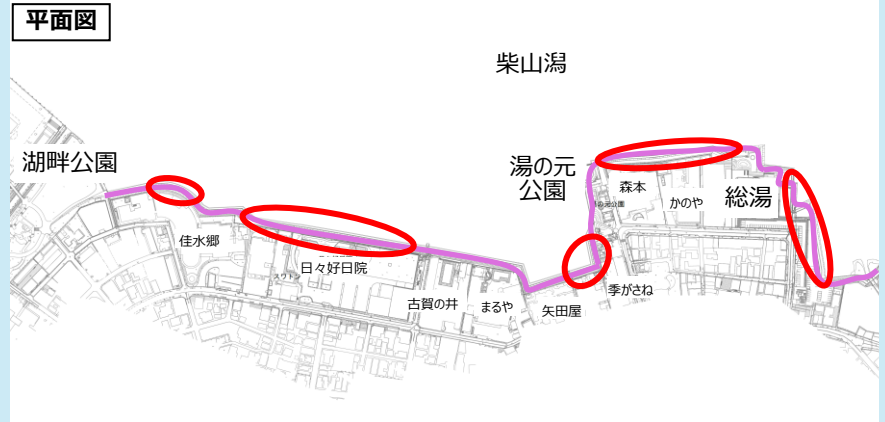 平面図
柴山潟
湖畔公園
湯の元
公園
森本
かのや
総湯
佳水郷
日々好日院
古賀の井
まるや
矢田屋
季がさね